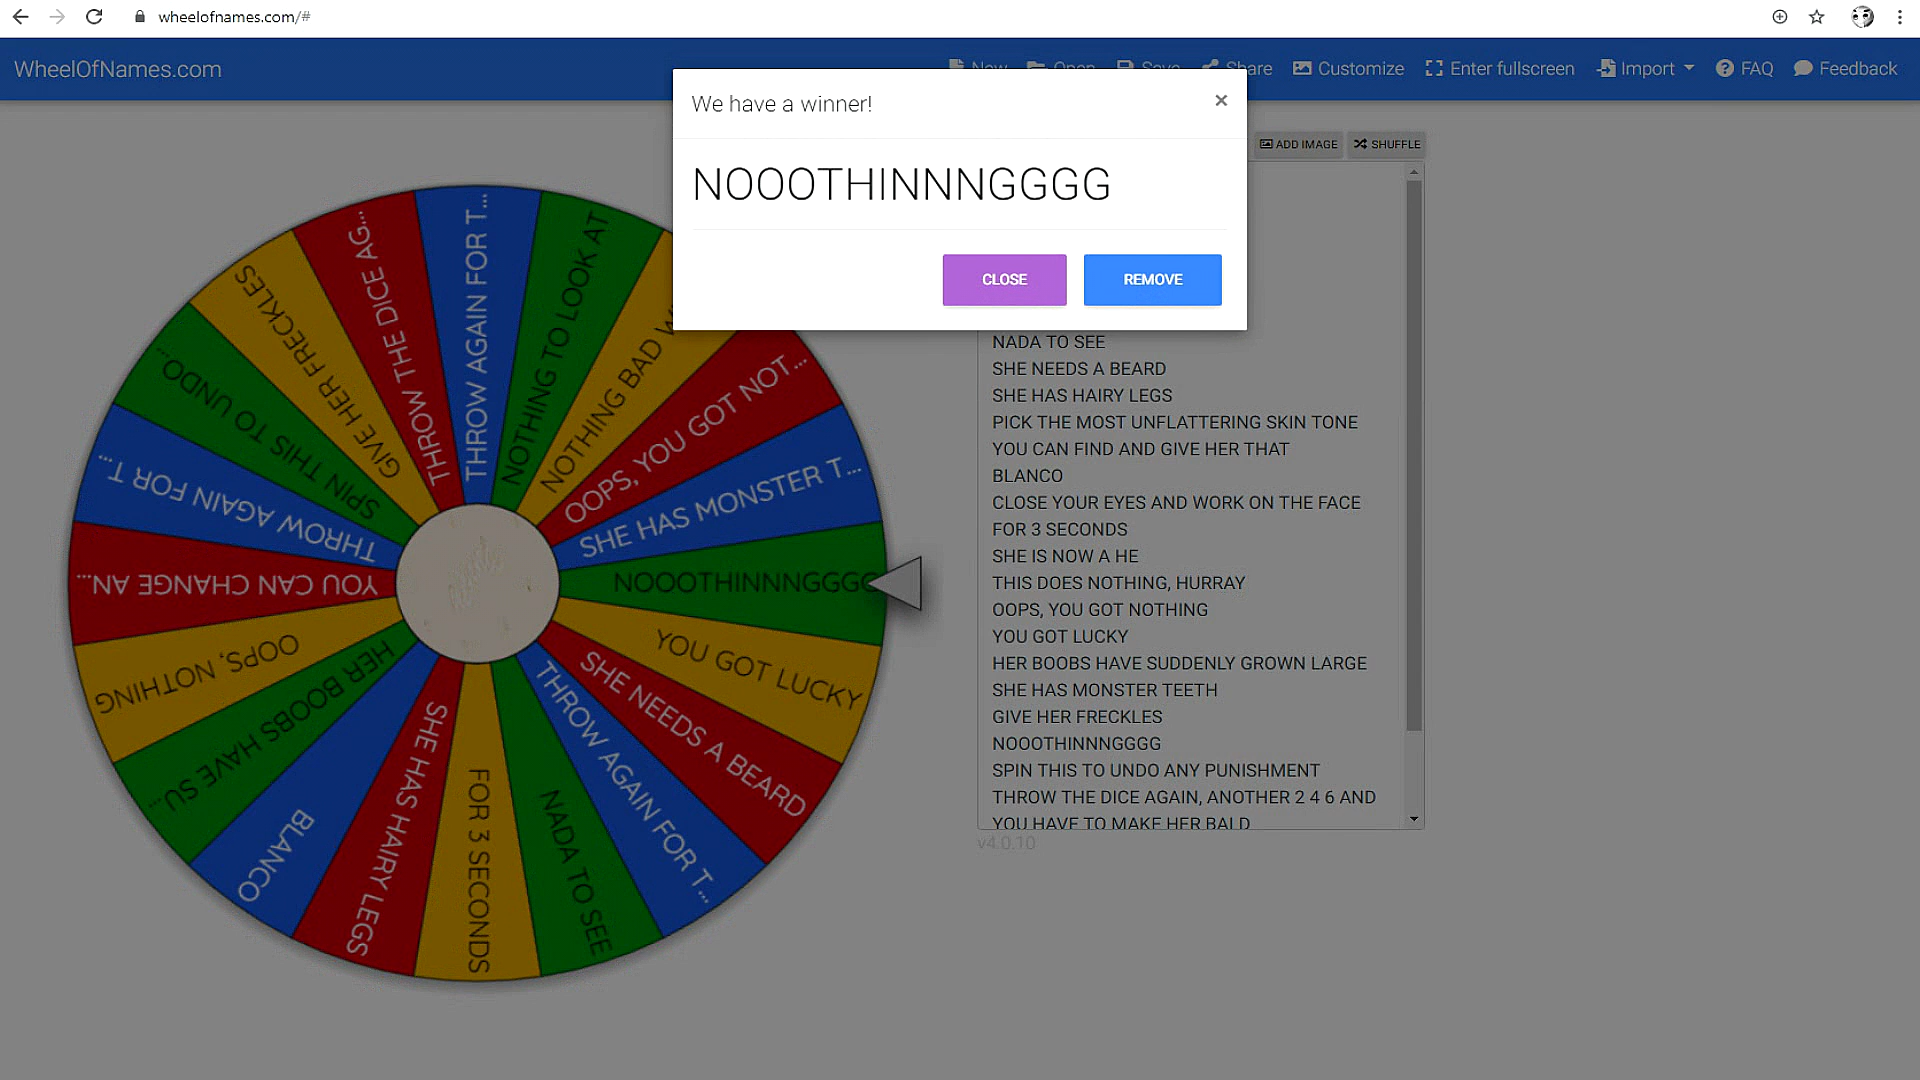 wheelofnames.com/#
WheelOfNames.com
New Open Save Share Customize Enter fullscreen Import FAQ Feedback
We have a winner!
×
NOOOTHINNNGGGG
CLOSE REMOVE
ADD IMAGE SHUFFLE
NADA TO SEE
SHE NEEDS A BEARD
SHE HAS HAIRY LEGS
PICK THE MOST UNFLATTERING SKIN TONE
YOU CAN FIND AND GIVE HER THAT
BLANCO
CLOSE YOUR EYES AND WORK ON THE FACE
FOR 3 SECONDS
SHE IS NOW A HE
THIS DOES NOTHING, HURRAY
OOPS, YOU GOT NOTHING
YOU GOT LUCKY
HER BOOBS HAVE SUDDENLY GROWN LARGE
SHE HAS MONSTER TEETH
GIVE HER FRECKLES
NOOOTHINNNGGGG
SPIN THIS TO UNDO ANY PUNISHMENT
THROW THE DICE AGAIN, ANOTHER 2 4 6 AND
YOU HAVE TO MAKE HER BALD
v4.0.10
THROW AGAIN FOR T...
NOTHING TO LOOK AT
NOTHING BAD
OOPS, YOU GOT NOT...
SHE HAS MONSTER T...
NOOOTHINNNGGGG
YOU GOT LUCKY
SHE NEEDS A BEARD
THROW AGAIN FOR T...
NADA TO SEE
FOR 3 SECONDS
SHE HAS HAIRY LEGS
BLANCO
HER BOOBS HAVE SU...
OOPS, NOTHING
YOU CAN CHANGE AN...
THROW AGAIN FOR T...
SPIN THIS TO UNDO...
GIVE HER FRECKLES
THROW THE DICE AG...